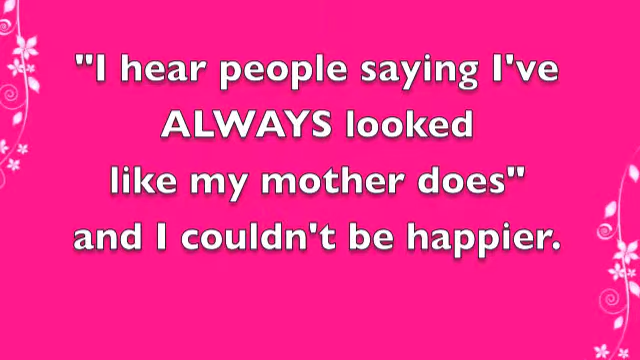 "I hear people saying I've
ALWAYS looked
like my mother does"
and I couldn't be happier.